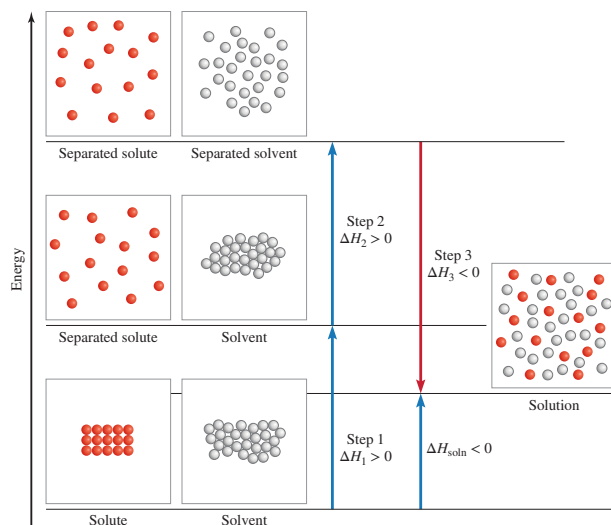 Energy
Separated solute
Separated solvent
Step 2
ΔH₂ > 0
Step 3
ΔH₃ < 0
Separated solute
Solvent
Solution
Step 1
ΔH₁ > 0
ΔHsoln < 0
Solute
Solvent